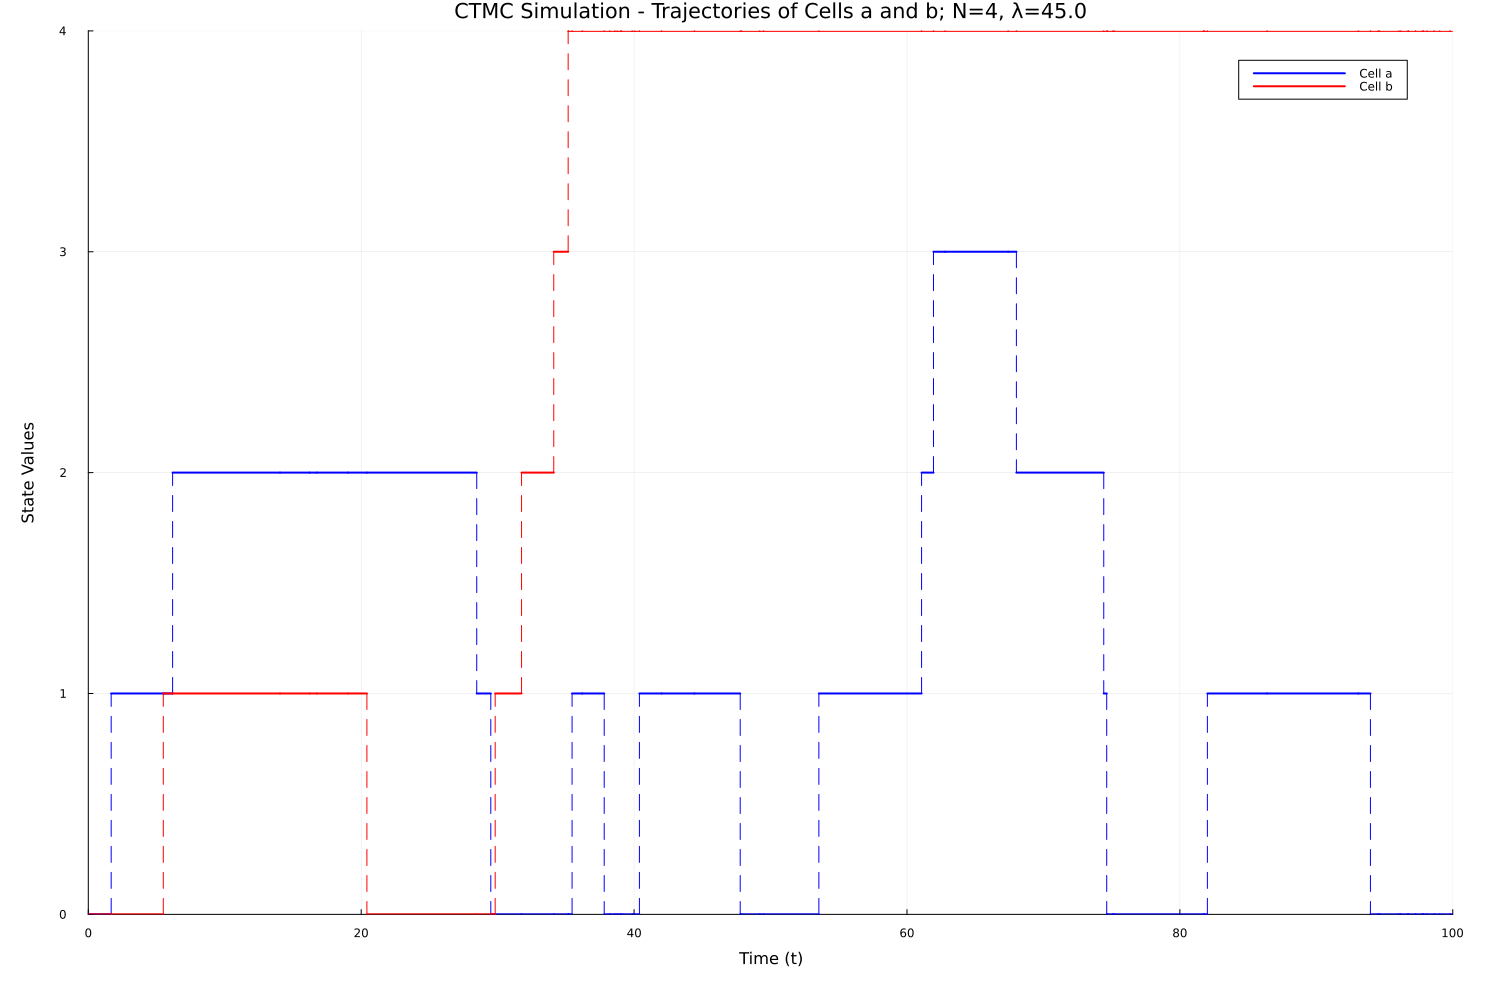 CTMC Simulation - Trajectories of Cells a and b; N=4, λ=45.0
4
Cell a
Cell b
3
State Values
2
1
0
0 20 40 60 80 100
Time (t)